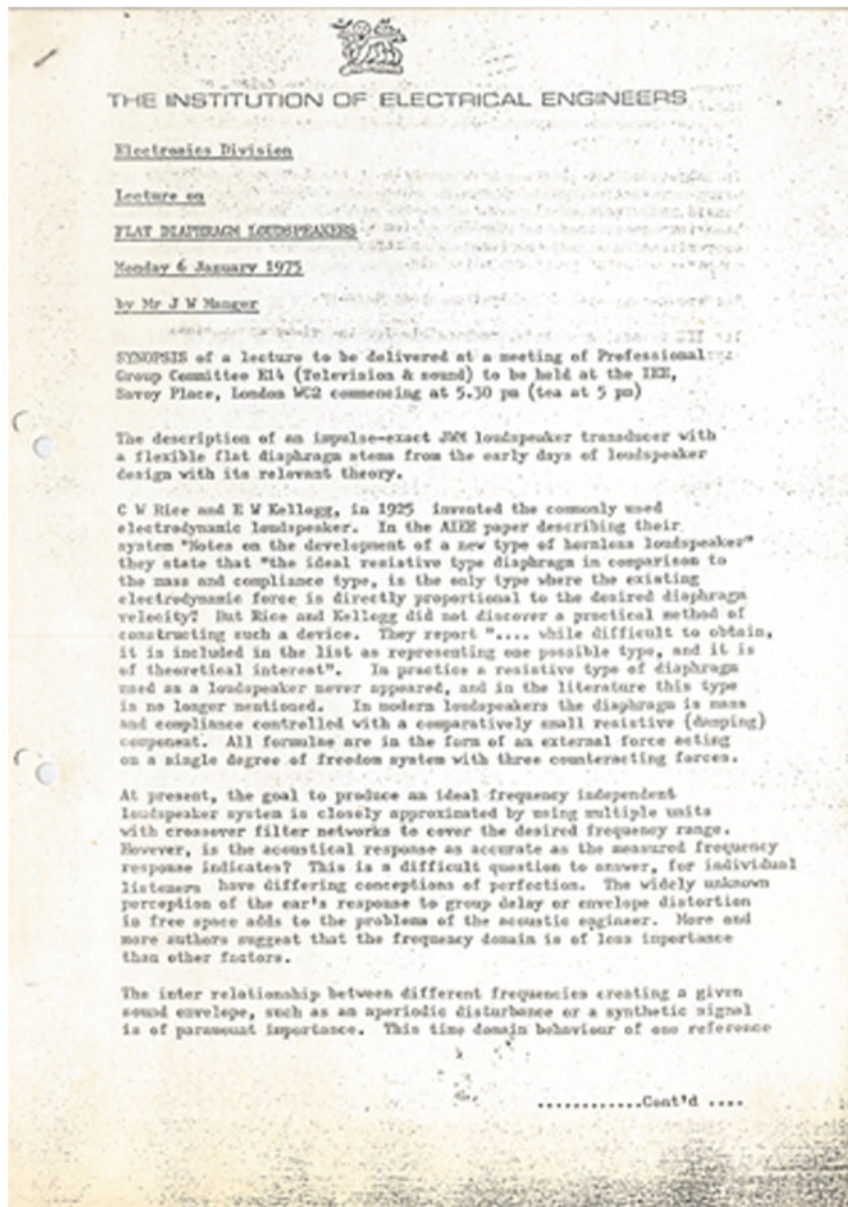 THE INSTITUTION OF ELECTRICAL ENGINEERS
Electronics Division
Lecture on
FLAT DIAPHRAGM LOUDSPEAKERS
Monday 6 January 1975
by Mr J W Manger
SYNOPSIS of a lecture to be delivered at a meeting of Professional
Group Committee E14 (Television & sound) to be held at the IEE,
Savoy Place, London WC2 commencing at 5.30 pm (tea at 5 pm)
The description of an impulse-exact JWM loudspeaker transducer with
a flexible flat diaphragm stems from the early days of loudspeaker
design with its relevant theory.
C W Rice and E W Kellogg, in 1925 invented the commonly used
electrodynamic loudspeaker. In the AIEE paper describing their
system "Notes on the development of a new type of hornless loudspeaker"
they state that "the ideal resistive type diaphragm in comparison to
the mass and compliance type, is the only type where the existing
electrodynamic force is directly proportional to the desired diaphragm
velocity? But Rice and Kellogg did not discover a practical method of
constructing such a device. They report ".... while difficult to obtain,
it is included in the list as representing one possible type, and it is
of theoretical interest". In practice a resistive type of diaphragm
used as a loudspeaker never appeared, and in the literature this type
is no longer mentioned. In modern loudspeakers the diaphragm is mass
and compliance controlled with a comparatively small resistive (damping)
component. All formulae are in the form of an external force acting
on a single degree of freedom system with three counteracting forces.
At present, the goal to produce an ideal frequency independent
loudspeaker system is closely approximated by using multiple units
with crossover filter networks to cover the desired frequency range.
However, is the acoustical response as accurate as the measured frequency
response indicates? This is a difficult question to answer, for individual
listeners have differing conceptions of perfection. The widely unknown
perception of the ear's response to group delay or envelope distortion
in free space adds to the problems of the acoustic engineer. More and
more authors suggest that the frequency domain is of less importance
than other factors.
The inter relationship between different frequencies creating a given
sound envelope, such as an aperiodic disturbance or a synthetic signal
is of paramount importance. This time domain behaviour of one reference
............Cont'd ....